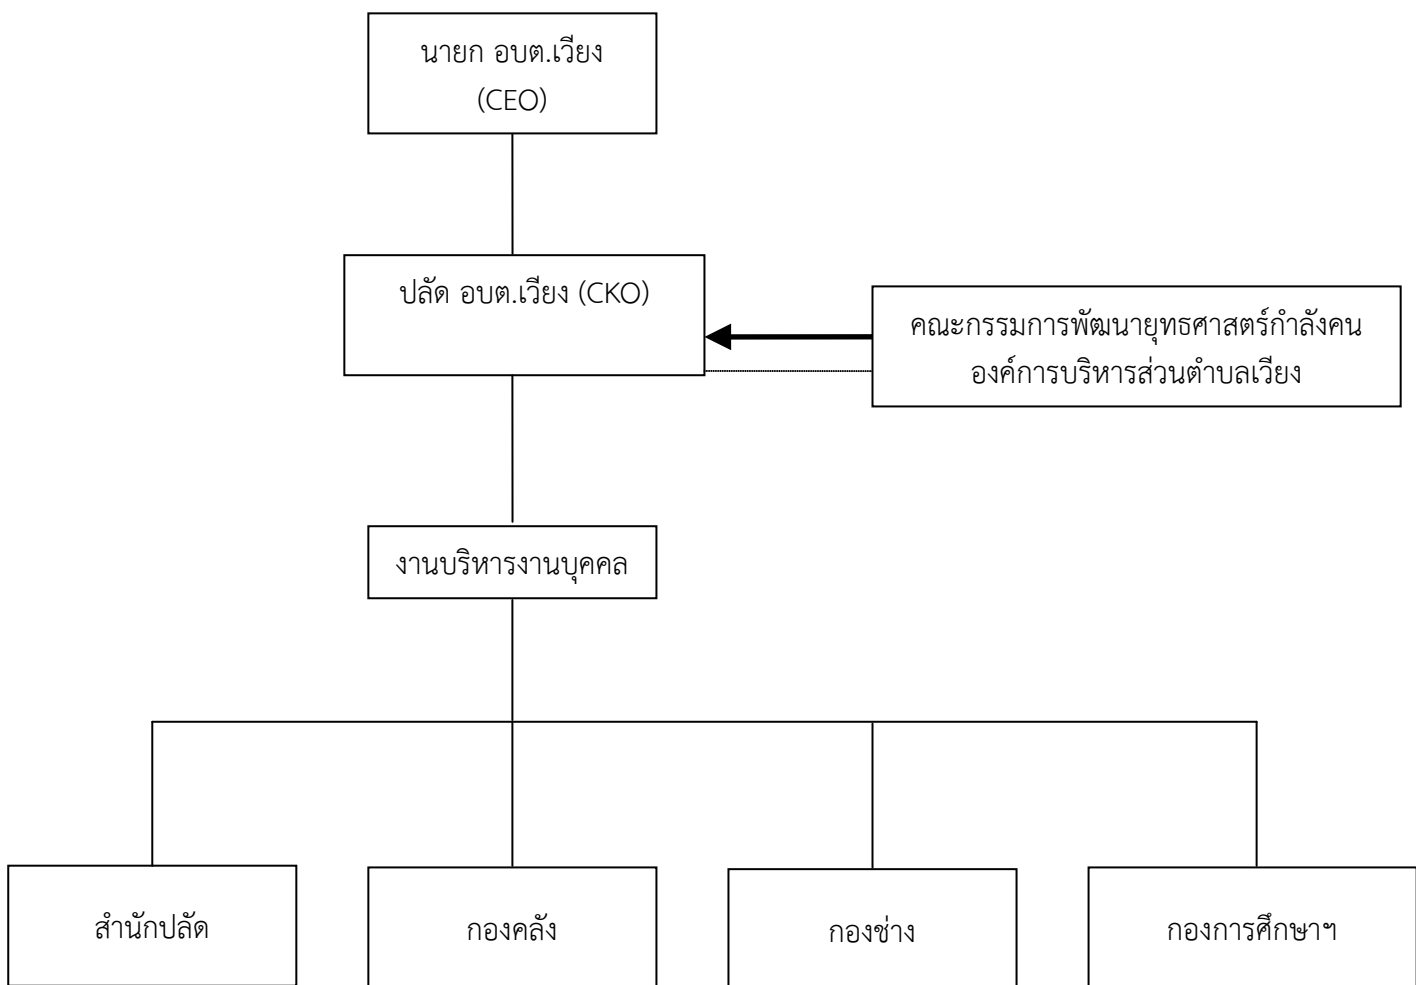 นายก อบต.เวียง
(CEO)
ปลัด อบต.เวียง (CKO)
คณะกรรมการพัฒนายุทธศาสตร์กำลังคน
องค์การบริหารส่วนตำบลเวียง
งานบริหารงานบุคคล
สำนักปลัด
กองคลัง
กองช่าง
กองการศึกษาฯ